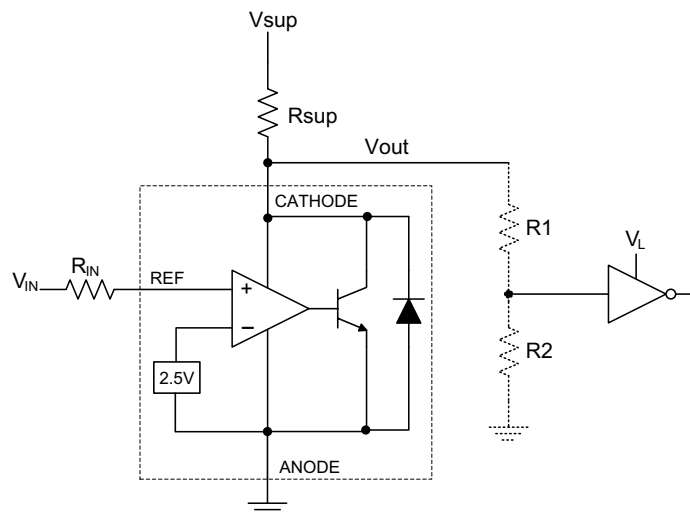 Vsup
Rsup
Vout
CATHODE
R1
RIN
VL
VIN
REF
+
−
R2
2.5V
ANODE